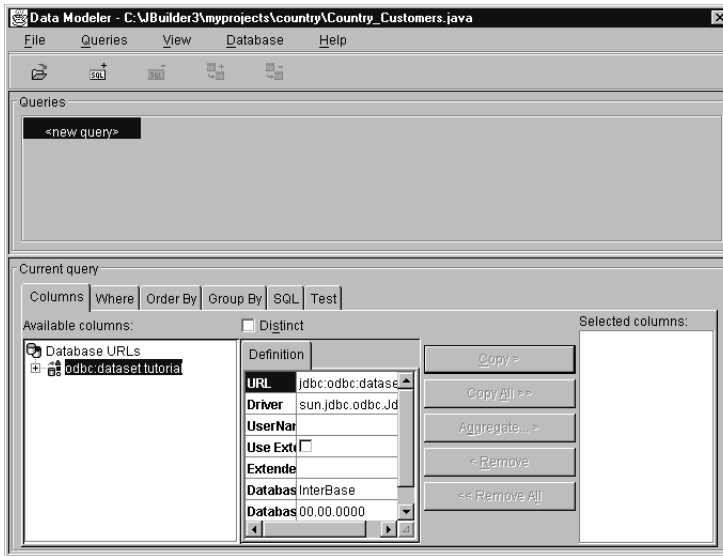 Data Modeler - C:\JBuilder3\myprojects\country\Country_Customers.java
File Queries View Database Help
SQL SQL
Queries
<new query>
Current query
Columns Where Order By Group By SQL Test
Available columns: Distinct Selected columns:
Database URLs
odbc:dataset tutorial
Definition
URL jdbc:odbc:datase
Driver sun.jdbc.odbc.Jd
UserNar
Use Exte
Extende
Databas InterBase
Databas 00.00.0000
Copy >
Copy All >>
Aggregate... >
< Remove
<< Remove All